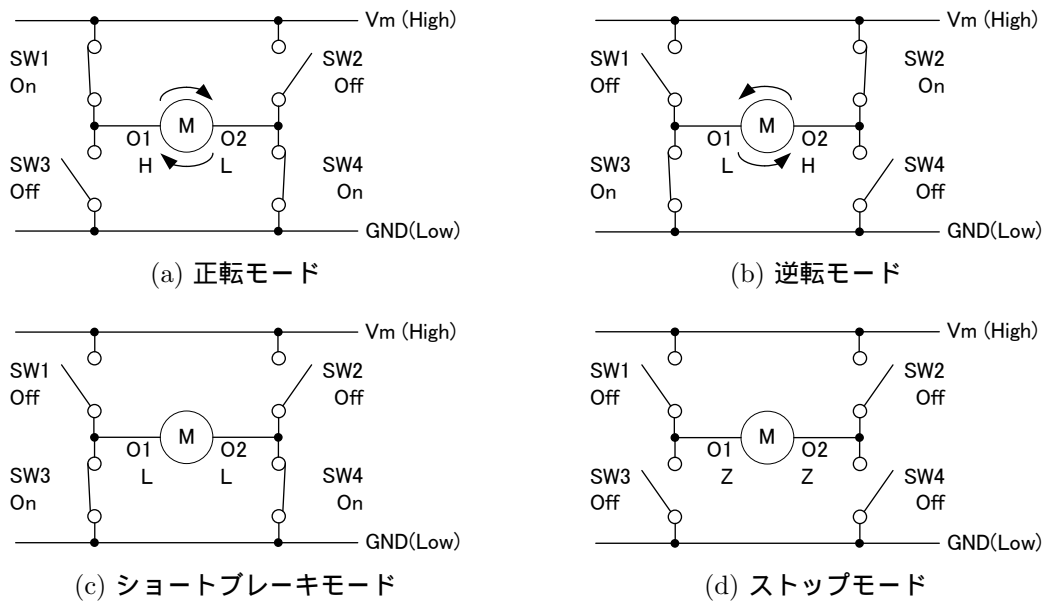 Vm (High)
SW1
On
SW2
Off
M
O1
O2
H
L
SW3
Off
SW4
On
GND(Low)
(a) 正転モード
Vm (High)
SW1
Off
SW2
On
M
O1
O2
L
H
SW3
On
SW4
Off
GND(Low)
(b) 逆転モード
Vm (High)
SW1
Off
SW2
Off
M
O1
O2
L
L
SW3
On
SW4
On
GND(Low)
(c) ショートブレーキモード
Vm (High)
SW1
Off
SW2
Off
M
O1
O2
Z
Z
SW3
Off
SW4
Off
GND(Low)
(d) ストップモード